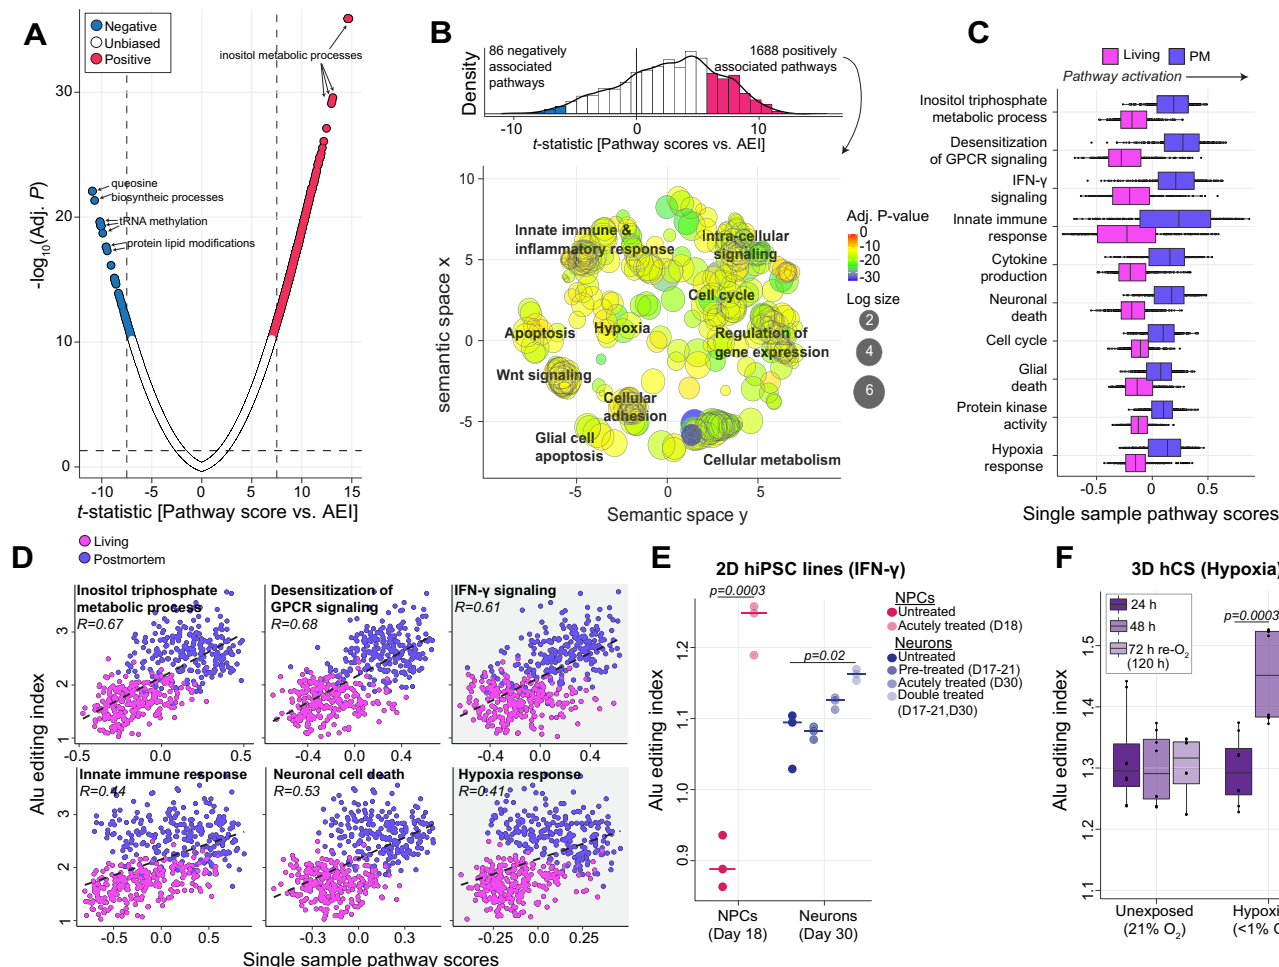 A
Negative
Unbiased
Positive
inositol metabolic processes
queosine
biosyntheic processes
tRNA methylation
protein lipid modifications
-log10(Adj. P)
30
20
10
0
-10
-5
0
5
10
15
t-statistic [Pathway score vs. AEI]
B
86 negatively
associated
pathways
1688 positively
associated pathways
Density
-10
0
10
t-statistic [Pathway scores vs. AEI]
semantic space x
10
5
0
-5
Innate immune &
inflammatory response
Intra-cellular
signaling
Cell cycle
Hypoxia
Apoptosis
Regulation of
gene expression
Wnt signaling
Cellular
adhesion
Glial cell
apoptosis
Cellular metabolism
-5
0
5
Semantic space y
Adj. P-value
0
-10
-20
-30
Log size
2
4
6
C
Living
PM
Pathway activation
Inositol triphosphate
metabolic process
Desensitization
of GPCR signaling
IFN-γ
signaling
Innate immune
response
Cytokine
production
Neuronal
death
Cell cycle
Glial
death
Protein kinase
activity
Hypoxia
response
-0.5
0
0.5
Single sample pathway scores
D
Living
Postmortem
Alu editing index
Inositol triphosphate
metabolic process
R=0.67
Desensitization of
GPCR signaling
R=0.68
IFN-γ signaling
R=0.61
3
2
1
-0.5
0.0
0.5
-0.4
0.0
0.4
-0.4
0.0
0.4
Innate immune response
R=0.44
Neuronal cell death
R=0.53
Hypoxia response
R=0.41
3
2
1
-0.5
0.0
0.5
-0.3
0.0
0.3
-0.25
0.00
0.25
Single sample pathway scores
E
2D hiPSC lines (IFN-γ)
p=0.0003
p=0.02
Alu editing index
1.2
1.1
1.0
0.9
NPCs
(Day 18)
Neurons
(Day 30)
NPCs
Untreated
Acutely treated (D18)
Neurons
Untreated
Pre-treated (D17-21)
Acutely treated (D30)
Double treated
(D17-21,D30)
F
3D hCS (Hypoxia)
24 h
48 h
72 h re-O2
(120 h)
p=0.0003
Alu editing index
1.5
1.4
1.3
1.2
1.1
Unexposed
(21% O2)
(<1%